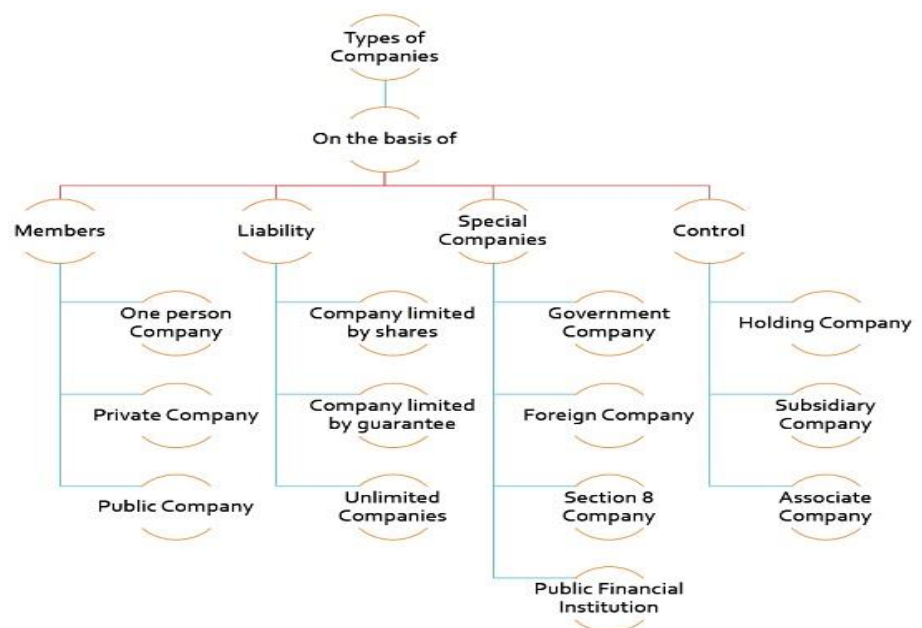 Types of
Companies
On the basis of
Members
Liability
Special
Companies
Control
One person
Company
Private Company
Public Company
Company limited
by shares
Company limited
by guarantee
Unlimited
Companies
Government
Company
Foreign Company
Section 8
Company
Public Financial
Institution
Holding Company
Subsidiary
Company
Associate
Company